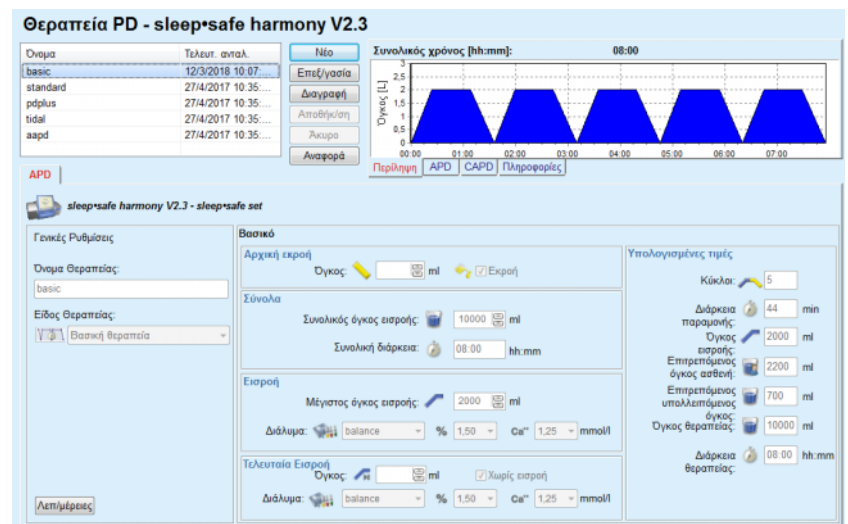 Θεραπεία PD - sleep•safe harmony V2.3
Όνομα Τελευτ. ανταλ.
basic 12/3/2018 10:07:...
standard 27/4/2017 10:35:...
pdplus 27/4/2017 10:35:...
tidal 27/4/2017 10:35:...
aapd 27/4/2017 10:35:...
Νέο
Επεξ/γασία
Διαγραφή
Αποθήκ/ση
Άκυρο
Αναφορά
Συνολικός χρόνος [hh:mm]: 08:00
Όγκος [L]
3
2,5
2
1,5
1
0,5
0
00:00 01:00 02:00 03:00 04:00 05:00 06:00 07:00
Περίληψη APD CAPD Πληροφορίες
APD
sleep•safe harmony V2.3 - sleep•safe set
Γενικές Ρυθμίσεις
Όνομα Θεραπείας:
basic
Είδος Θεραπείας:
Βασική θεραπεία
Λεπ/μέρειες
Βασικό
Αρχική εκροή
Όγκος: ml Εκροή
Σύνολα
Συνολικός όγκος εισροής: 10000 ml
Συνολική διάρκεια: 08:00 hh:mm
Εισροή
Μέγιστος όγκος εισροής: 2000 ml
Διάλυμα: balance % 1,50 Ca⁺⁺ 1,25 mmol/l
Τελευταία Εισροή
Όγκος: ml Χωρίς εισροή
Διάλυμα: balance % 1,50 Ca⁺⁺ 1,25 mmol/l
Υπολογισμένες τιμές
Κύκλοι: 5
Διάρκεια παραμονής: 44 min
Όγκος εισροής: 2000 ml
Επιτρεπόμενος όγκος ασθενή: 2200 ml
Επιτρεπόμενος υπολλειπόμενος όγκος: 700 ml
Όγκος θεραπείας: 10000 ml
Διάρκεια θεραπείας: 08:00 hh:mm